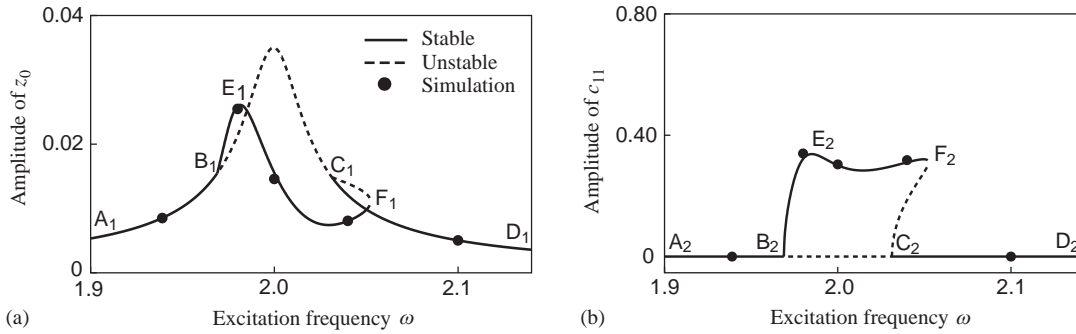 0.04
0.02
0
Amplitude of z0
Stable
Unstable
Simulation
E1
B1
C1
F1
A1
D1
1.9
2.0
2.1
(a)
Excitation frequency ω
0.80
0.40
0
Amplitude of c11
E2
F2
A2
B2
C2
D2
1.9
2.0
2.1
(b)
Excitation frequency ω